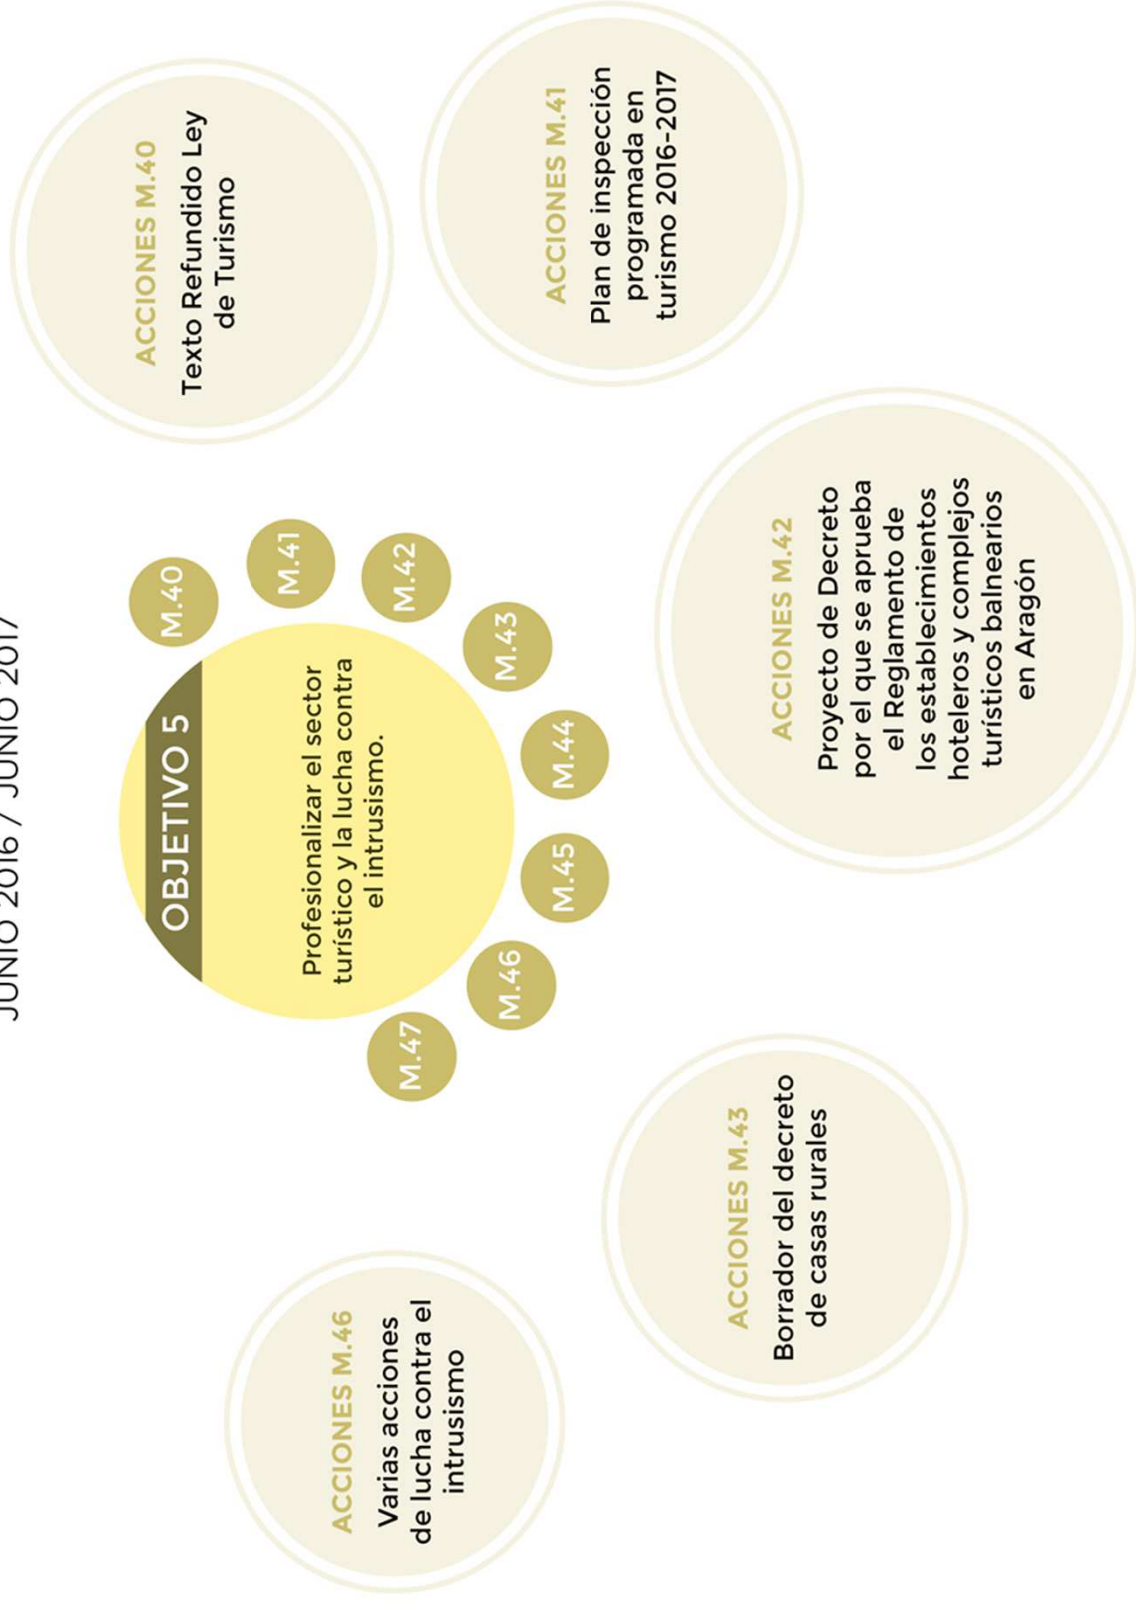 JUNIO 2016 / JUNIO 2017
OBJETIVO 5
Profesionalizar el sector
turístico y la lucha contra
el intrusismo.
M.40
M.41
M.42
M.43
M.44
M.45
M.46
M.47
ACCIONES M.40
Texto Refundido Ley
de Turismo
ACCIONES M.41
Plan de inspección
programada en
turismo 2016-2017
ACCIONES M.42
Proyecto de Decreto
por el que se aprueba
el Reglamento de
los establecimientos
hoteleros y complejos
turísticos balnearios
en Aragón
ACCIONES M.43
Borrador del decreto
de casas rurales
ACCIONES M.46
Varias acciones
de lucha contra el
intrusismo